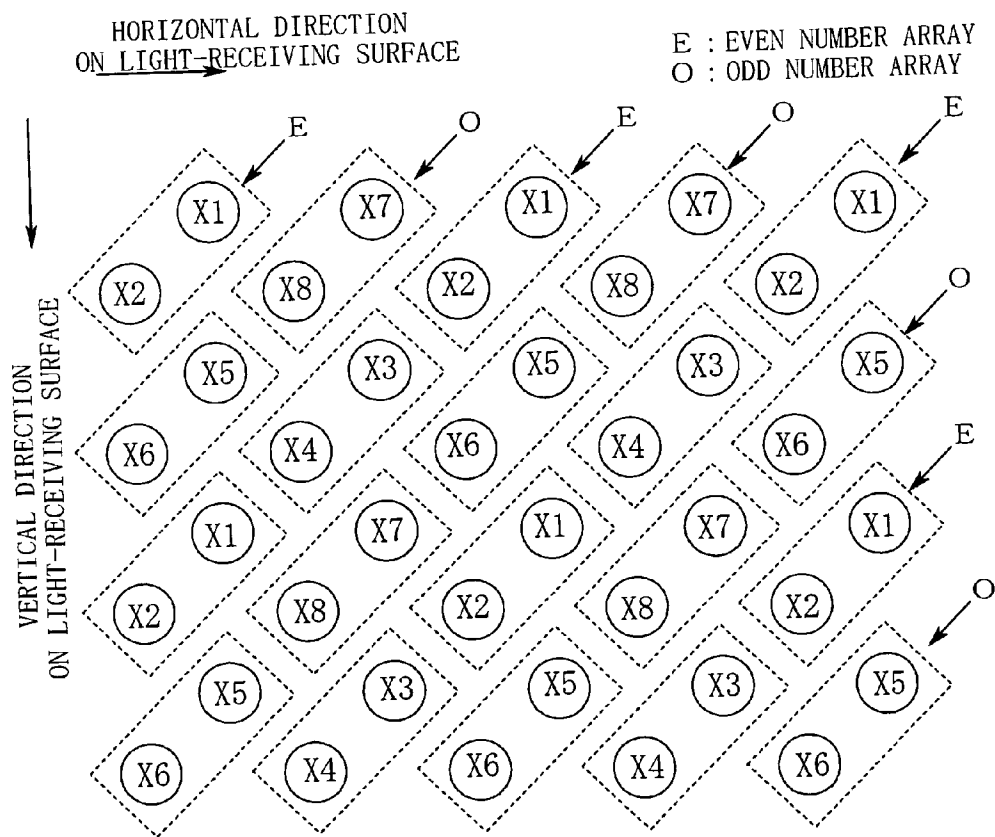 HORIZONTAL DIRECTION
ON LIGHT-RECEIVING SURFACE
E : EVEN NUMBER ARRAY
O : ODD NUMBER ARRAY
VERTICAL DIRECTION
ON LIGHT-RECEIVING SURFACE
E O E O E
X1 X7 X1 X7 X1
X2 X8 X2 X8 X2
O
X5 X3 X5 X3 X5
X6 X4 X6 X4 X6
E
X1 X7 X1 X7 X1
X2 X8 X2 X8 X2
O
X5 X3 X5 X3 X5
X6 X4 X6 X4 X6